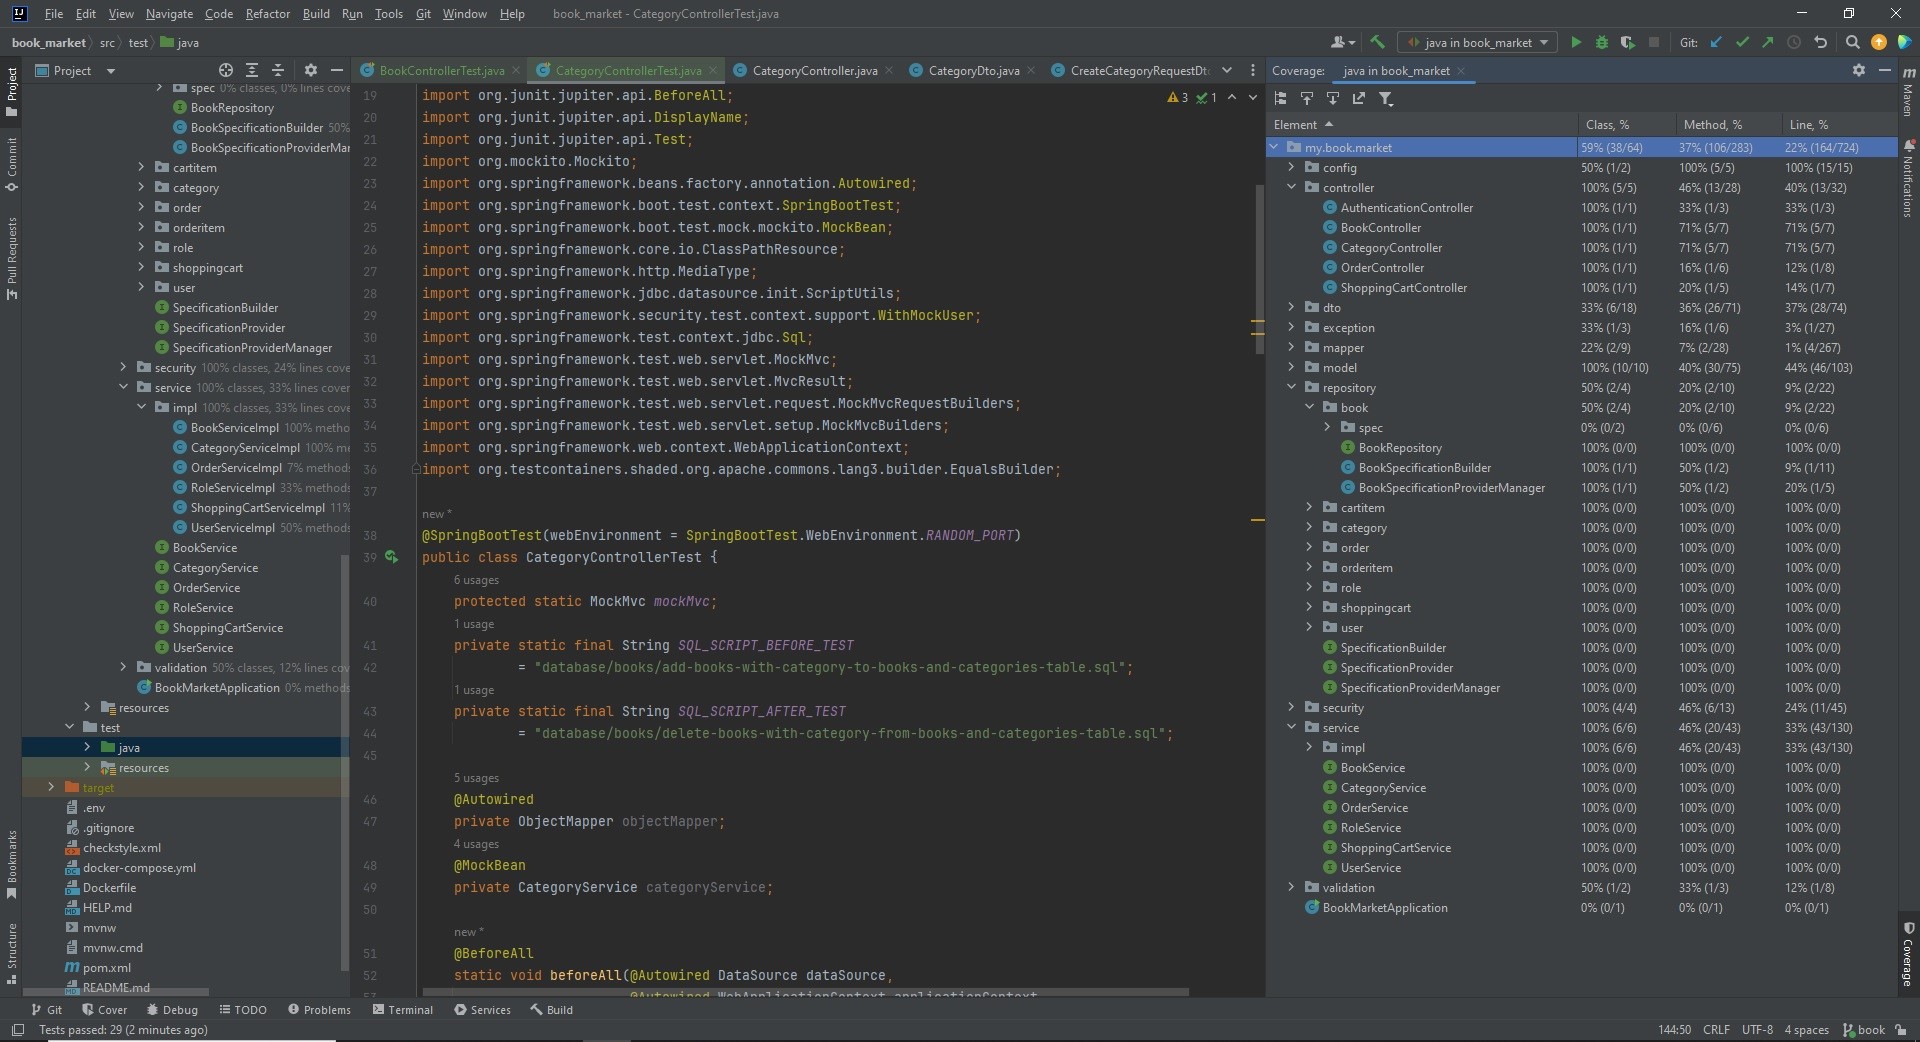 File Edit View Navigate Code Refactor Build Run Tools Git Window Help book_market - CategoryControllerTest.java
book_market src test java java in book_market Git:
Project BookControllerTest.java CategoryControllerTest.java CategoryController.java CategoryDto.java CreateCategoryRequestDt Coverage: java in book_market
Project
Commit
Pull Requests
Bookmarks
Structure
spec 0% classes, 0% lines cove
BookRepository
BookSpecificationBuilder 50%
BookSpecificationProviderMar
cartitem
category
order
orderitem
role
shoppingcart
user
SpecificationBuilder
SpecificationProvider
SpecificationProviderManager
security 100% classes, 24% lines cove
service 100% classes, 33% lines cover
impl 100% classes, 33% lines cove
BookServiceImpl 100% metho
CategoryServiceImpl 100% me
OrderServiceImpl 7% methods
RoleServiceImpl 33% methods
ShoppingCartServiceImpl 11%
UserServiceImpl 50% methods
BookService
CategoryService
OrderService
RoleService
ShoppingCartService
UserService
validation 50% classes, 12% lines cov
BookMarketApplication 0% methods
resources
test
java
resources
target
.env
.gitignore
checkstyle.xml
docker-compose.yml
Dockerfile
HELP.md
mvnw
mvnw.cmd
pom.xml
README.md
3 1
19 import org.junit.jupiter.api.BeforeAll;
20 import org.junit.jupiter.api.DisplayName;
21 import org.junit.jupiter.api.Test;
22 import org.mockito.Mockito;
23 import org.springframework.beans.factory.annotation.Autowired;
24 import org.springframework.boot.test.context.SpringBootTest;
25 import org.springframework.boot.test.mock.mockito.MockBean;
26 import org.springframework.core.io.ClassPathResource;
27 import org.springframework.http.MediaType;
28 import org.springframework.jdbc.datasource.init.ScriptUtils;
29 import org.springframework.security.test.context.support.WithMockUser;
30 import org.springframework.test.context.jdbc.Sql;
31 import org.springframework.test.web.servlet.MockMvc;
32 import org.springframework.test.web.servlet.MvcResult;
33 import org.springframework.test.web.servlet.request.MockMvcRequestBuilders;
34 import org.springframework.test.web.servlet.setup.MockMvcBuilders;
35 import org.springframework.web.context.WebApplicationContext;
36 import org.testcontainers.shaded.org.apache.commons.lang3.builder.EqualsBuilder;
37
new *
38 @SpringBootTest(webEnvironment = SpringBootTest.WebEnvironment.RANDOM_PORT)
39 public class CategoryControllerTest {
6 usages
40 protected static MockMvc mockMvc;
1 usage
41 private static final String SQL_SCRIPT_BEFORE_TEST
42 = "database/books/add-books-with-category-to-books-and-categories-table.sql";
1 usage
43 private static final String SQL_SCRIPT_AFTER_TEST
44 = "database/books/delete-books-with-category-from-books-and-categories-table.sql";
45
5 usages
46 @Autowired
47 private ObjectMapper objectMapper;
4 usages
48 @MockBean
49 private CategoryService categoryService;
50
new *
51 @BeforeAll
52 static void beforeAll(@Autowired DataSource dataSource,
53 @Autowired WebApplicationContext applicationContext
Element Class, % Method, % Line, %
my.book.market 59% (38/64) 37% (106/283) 22% (164/724)
config 50% (1/2) 100% (5/5) 100% (15/15)
controller 100% (5/5) 46% (13/28) 40% (13/32)
AuthenticationController 100% (1/1) 33% (1/3) 33% (1/3)
BookController 100% (1/1) 71% (5/7) 71% (5/7)
CategoryController 100% (1/1) 71% (5/7) 71% (5/7)
OrderController 100% (1/1) 16% (1/6) 12% (1/8)
ShoppingCartController 100% (1/1) 20% (1/5) 14% (1/7)
dto 33% (6/18) 36% (26/71) 37% (28/74)
exception 33% (1/3) 16% (1/6) 3% (1/27)
mapper 22% (2/9) 7% (2/28) 1% (4/267)
model 100% (10/10) 40% (30/75) 44% (46/103)
repository 50% (2/4) 20% (2/10) 9% (2/22)
book 50% (2/4) 20% (2/10) 9% (2/22)
spec 0% (0/2) 0% (0/6) 0% (0/6)
BookRepository 100% (0/0) 100% (0/0) 100% (0/0)
BookSpecificationBuilder 100% (1/1) 50% (1/2) 9% (1/11)
BookSpecificationProviderManager 100% (1/1) 50% (1/2) 20% (1/5)
cartitem 100% (0/0) 100% (0/0) 100% (0/0)
category 100% (0/0) 100% (0/0) 100% (0/0)
order 100% (0/0) 100% (0/0) 100% (0/0)
orderitem 100% (0/0) 100% (0/0) 100% (0/0)
role 100% (0/0) 100% (0/0) 100% (0/0)
shoppingcart 100% (0/0) 100% (0/0) 100% (0/0)
user 100% (0/0) 100% (0/0) 100% (0/0)
SpecificationBuilder 100% (0/0) 100% (0/0) 100% (0/0)
SpecificationProvider 100% (0/0) 100% (0/0) 100% (0/0)
SpecificationProviderManager 100% (0/0) 100% (0/0) 100% (0/0)
security 100% (4/4) 46% (6/13) 24% (11/45)
service 100% (6/6) 46% (20/43) 33% (43/130)
impl 100% (6/6) 46% (20/43) 33% (43/130)
BookService 100% (0/0) 100% (0/0) 100% (0/0)
CategoryService 100% (0/0) 100% (0/0) 100% (0/0)
OrderService 100% (0/0) 100% (0/0) 100% (0/0)
RoleService 100% (0/0) 100% (0/0) 100% (0/0)
ShoppingCartService 100% (0/0) 100% (0/0) 100% (0/0)
UserService 100% (0/0) 100% (0/0) 100% (0/0)
validation 50% (1/2) 33% (1/3) 12% (1/8)
BookMarketApplication 0% (0/1) 0% (0/1) 0% (0/1)
Maven
Notifications
Coverage
Git Cover Debug TODO Problems Terminal Services Build
Tests passed: 29 (2 minutes ago) 144:50 CRLF UTF-8 4 spaces book